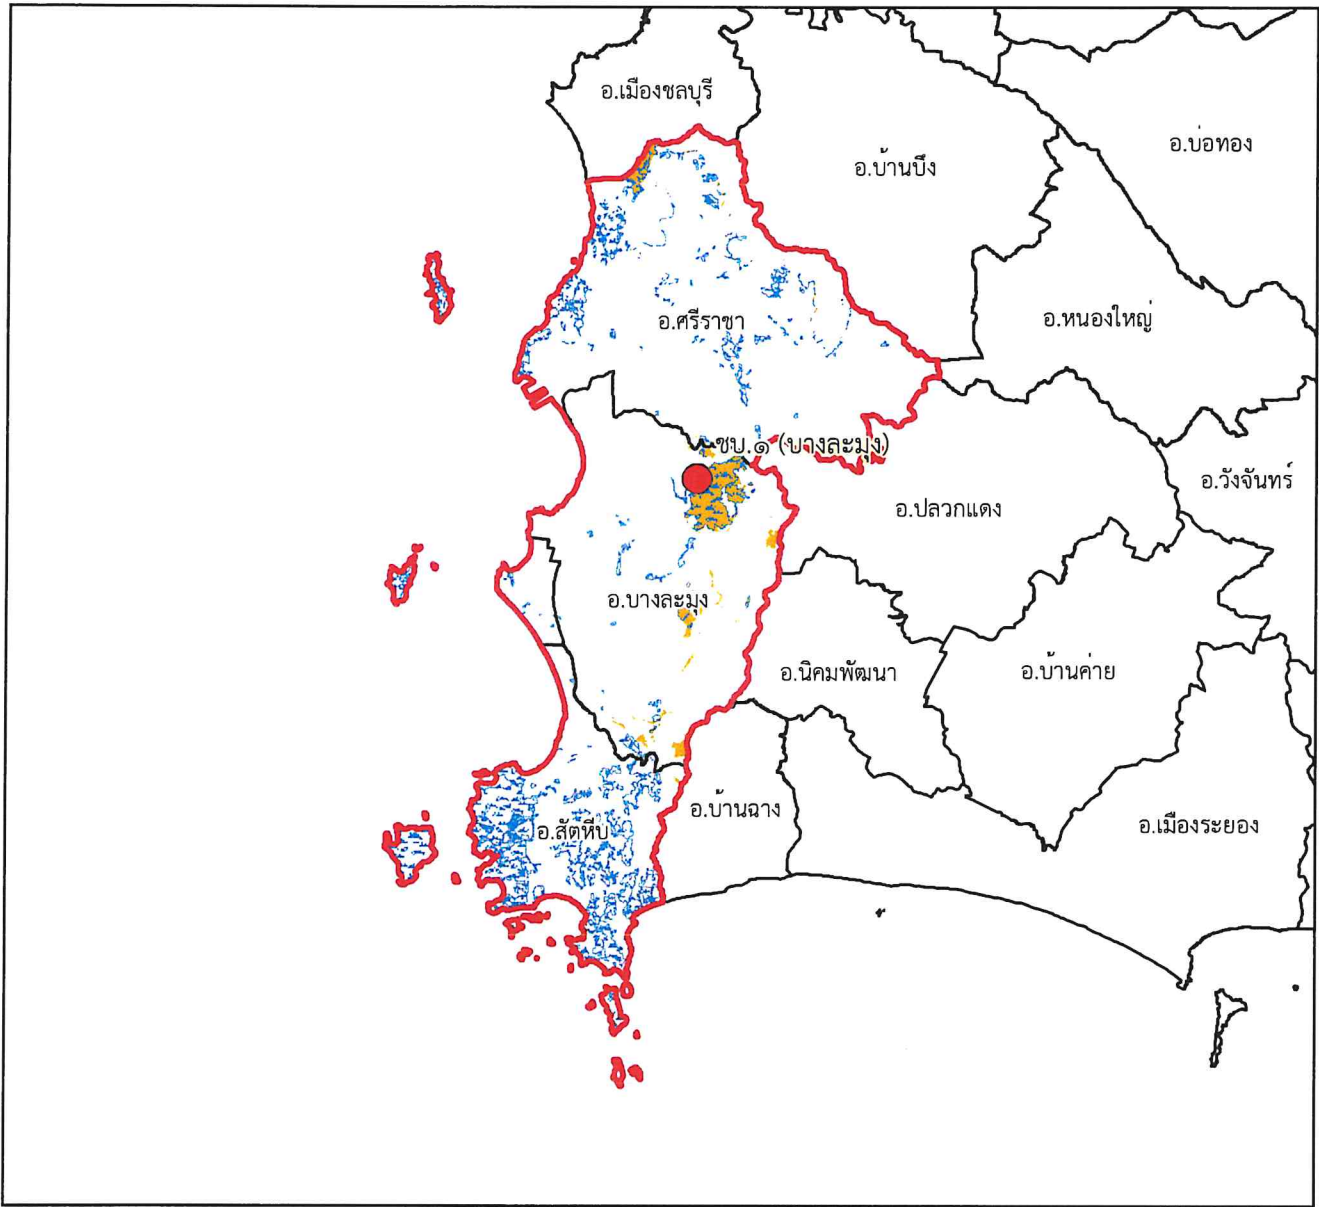 อ.เมืองชลบุรี
อ.บ่อทอง
อ.บ้านบึง
อ.หนองใหญ่
อ.ศรีราชา
ชบ.๑ (บางละมุง)
อ.วังจันทร์
อ.ปลวกแดง
อ.บางละมุง
อ.นิคมพัฒนา
อ.บ้านค่าย
อ.บ้านฉาง
อ.สัตหีบ
อ.เมืองระยอง